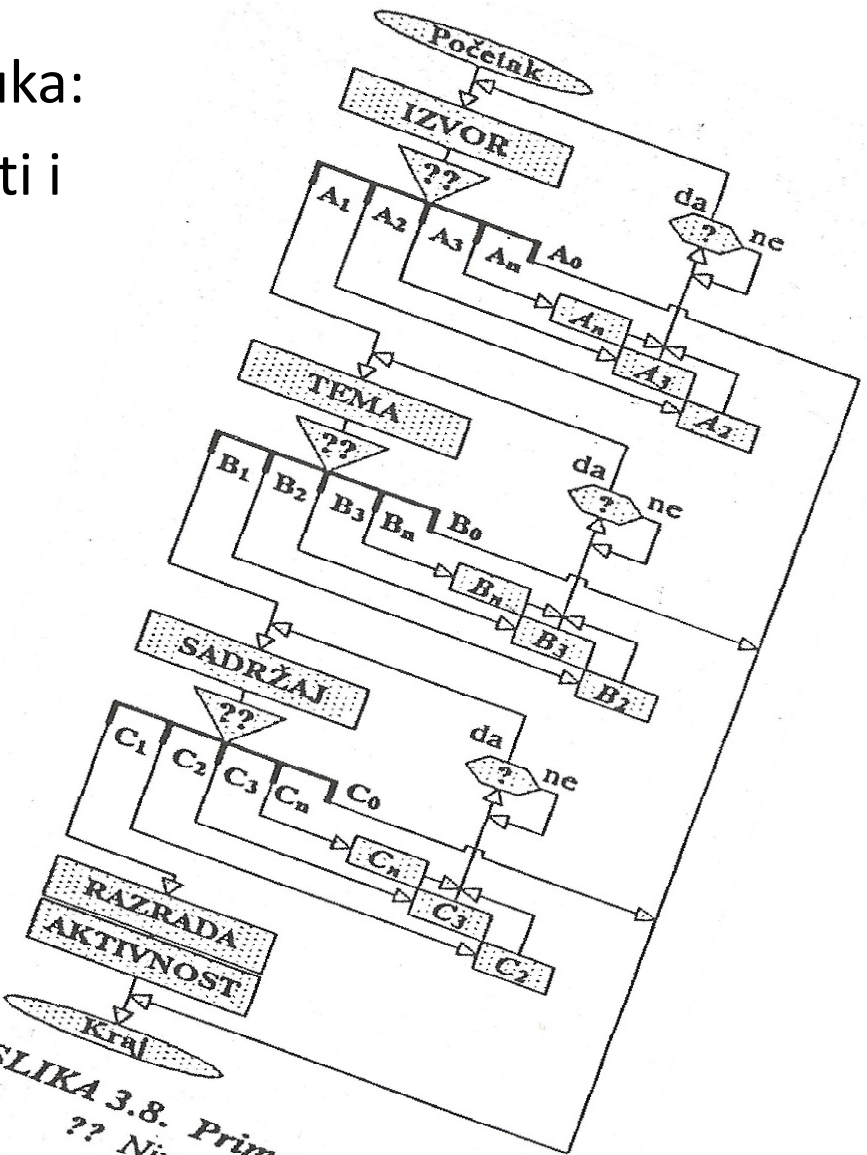 uka:
ti i
Početak
IZVOR
??
A₁ A₂ A₃ Aₙ A₀
da
?
ne
Aₙ
A₃
A₂
TEMA
??
B₁ B₂ B₃ Bₙ B₀
da
?
ne
Bₙ
B₃
B₂
SADRŽAJ
??
C₁ C₂ C₃ Cₙ C₀
da
?
ne
Cₙ
C₃
C₂
RAZRADA
AKTIVNOST
Kraj
SLIKA 3.8.
??